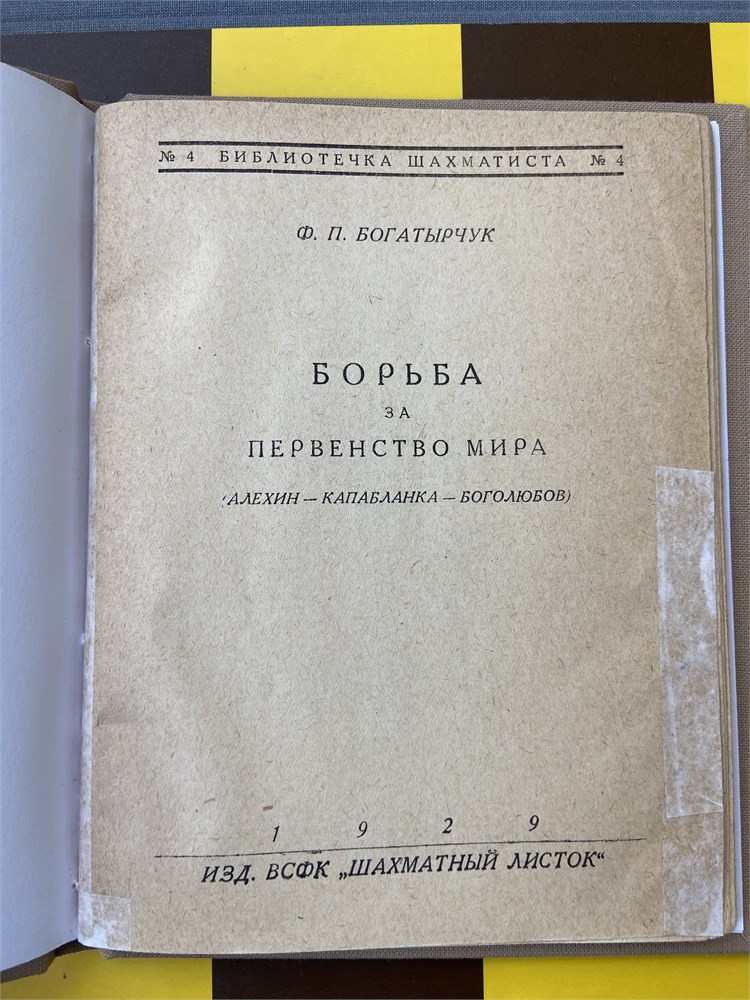 № 4 БИБЛИОТЕЧКА ШАХМАТИСТА № 4
Ф. П. БОГАТЫРЧУК
БОРЬБА
ЗА
ПЕРВЕНСТВО МИРА
(АЛЕХИН — КАПАБЛАНКА — БОГОЛЮБОВ)
1 9 2 9
ИЗД. ВСФК „ШАХМАТНЫЙ ЛИСТОК“